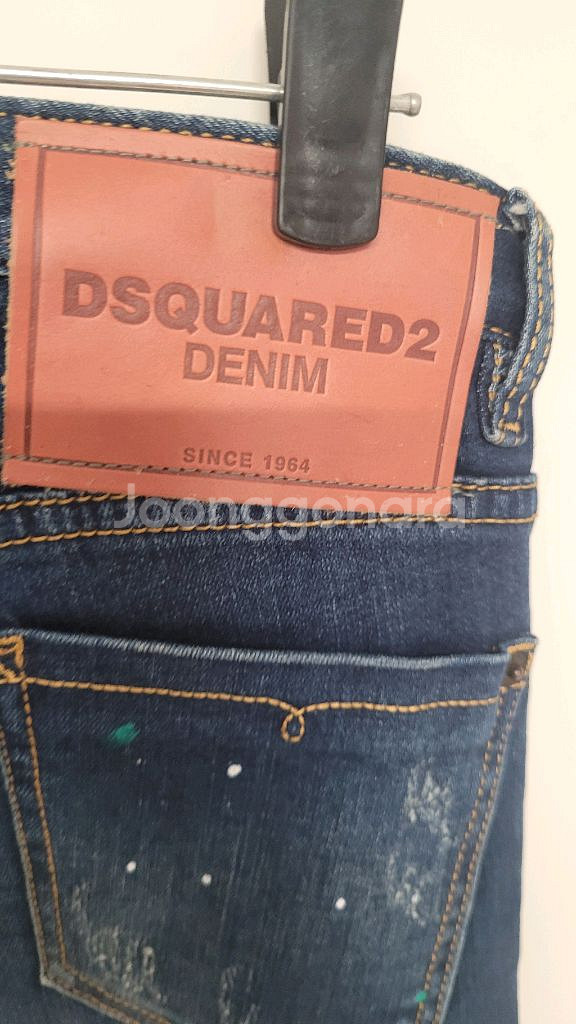 DSQUARED2
DENIM
SINCE 1964
Joonggonara